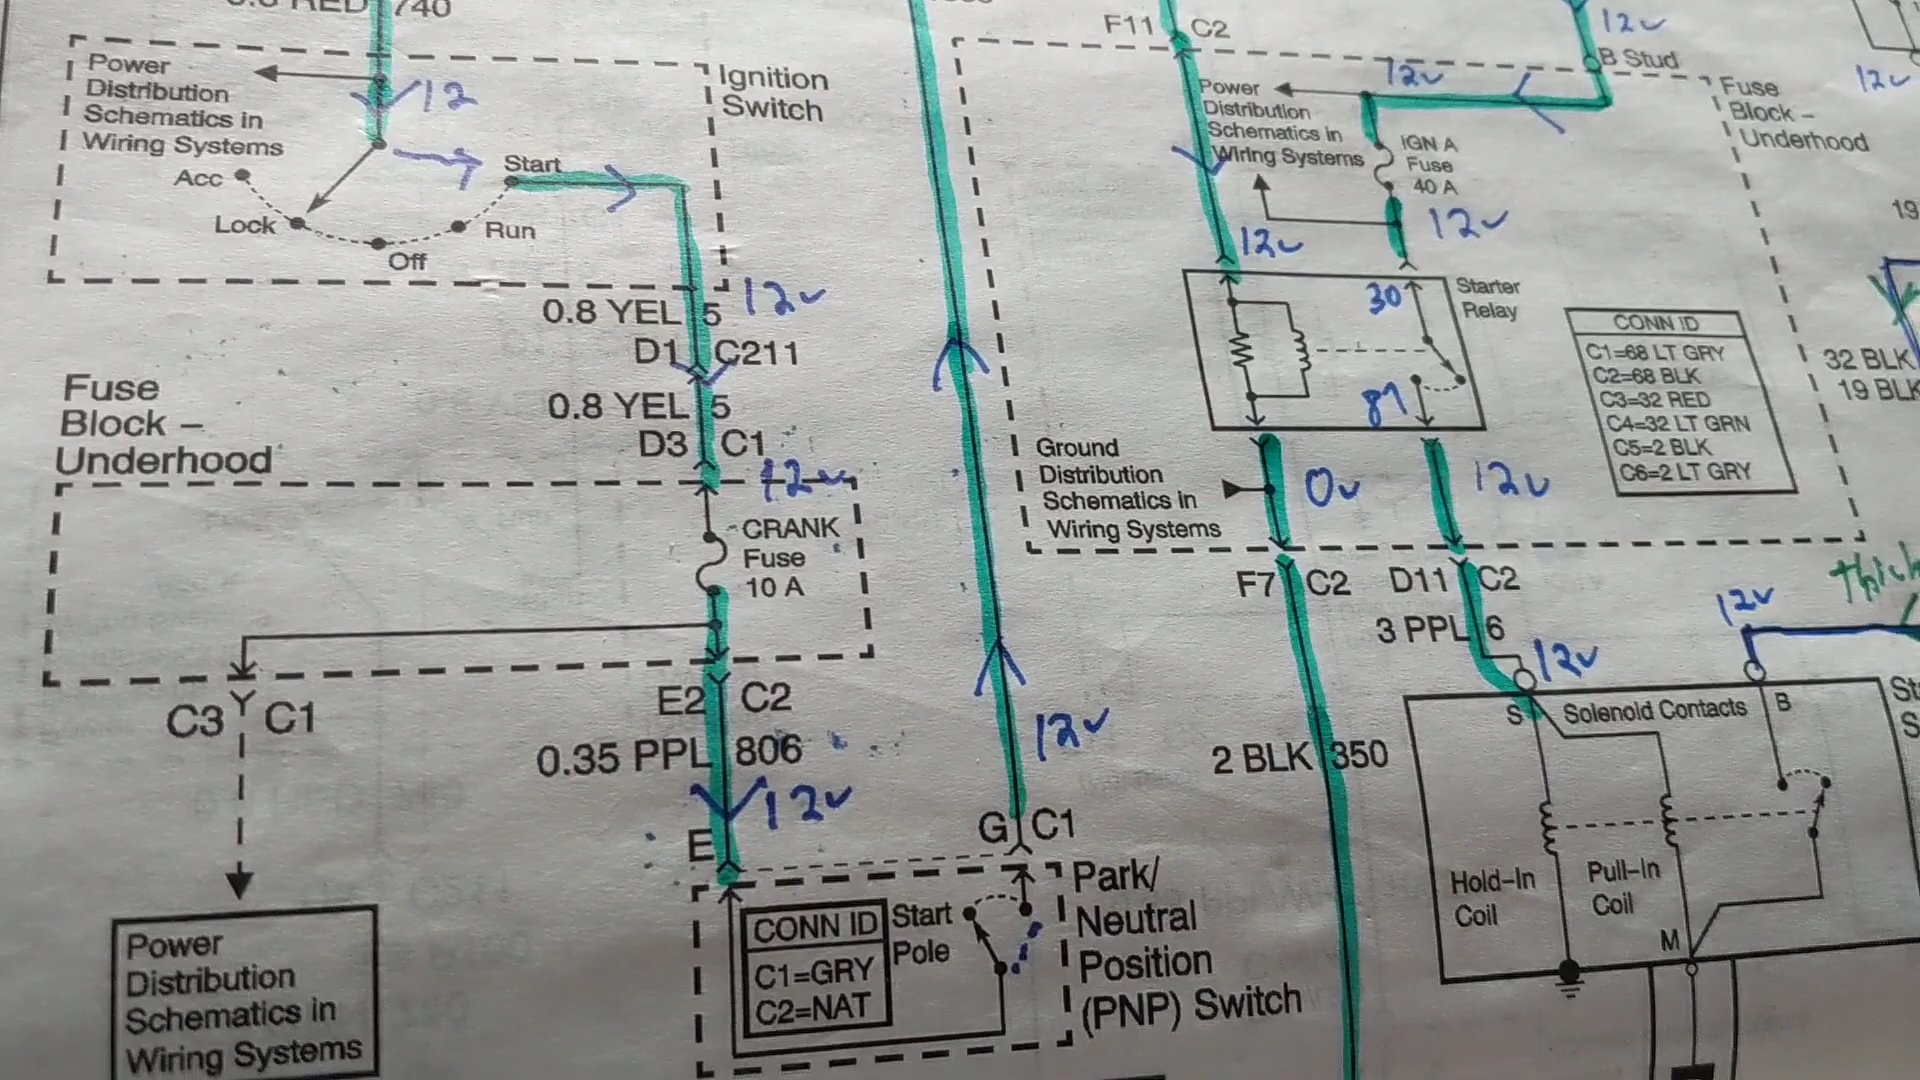 RED 740
Power
Distribution
Schematics in
Wiring Systems
12
Ignition
Switch
Start
Acc
Lock
Run
Off
0.8 YEL 5
12v
D1 C211
0.8 YEL 5
D3 C1
12v
Fuse
Block –
Underhood
CRANK
Fuse
10 A
C3 C1
E2 C2
0.35 PPL 806
12v
E
Power
Distribution
Schematics in
Wiring Systems
G C1
12v
CONN ID
C1=GRY
C2=NAT
Start
Pole
Park/
Neutral
Position
(PNP) Switch
F11 C2
12v
B Stud
12v
12v
Power
Distribution
Schematics in
Wiring Systems
IGN A
Fuse
40 A
Fuse
Block –
Underhood
12v
12v
30
87
Starter
Relay
CONN ID
C1=68 LT GRY
C2=68 BLK
C3=32 RED
C4=32 LT GRN
C5=2 BLK
C6=2 LT GRY
19
32 BLK
19 BLK
Ground
Distribution
Schematics in
Wiring Systems
0v
12v
F7 C2
D11 C2
3 PPL 6
12v
12v
2 BLK 350
S
Solenoid Contacts
B
Hold–In
Coil
Pull–In
Coil
M